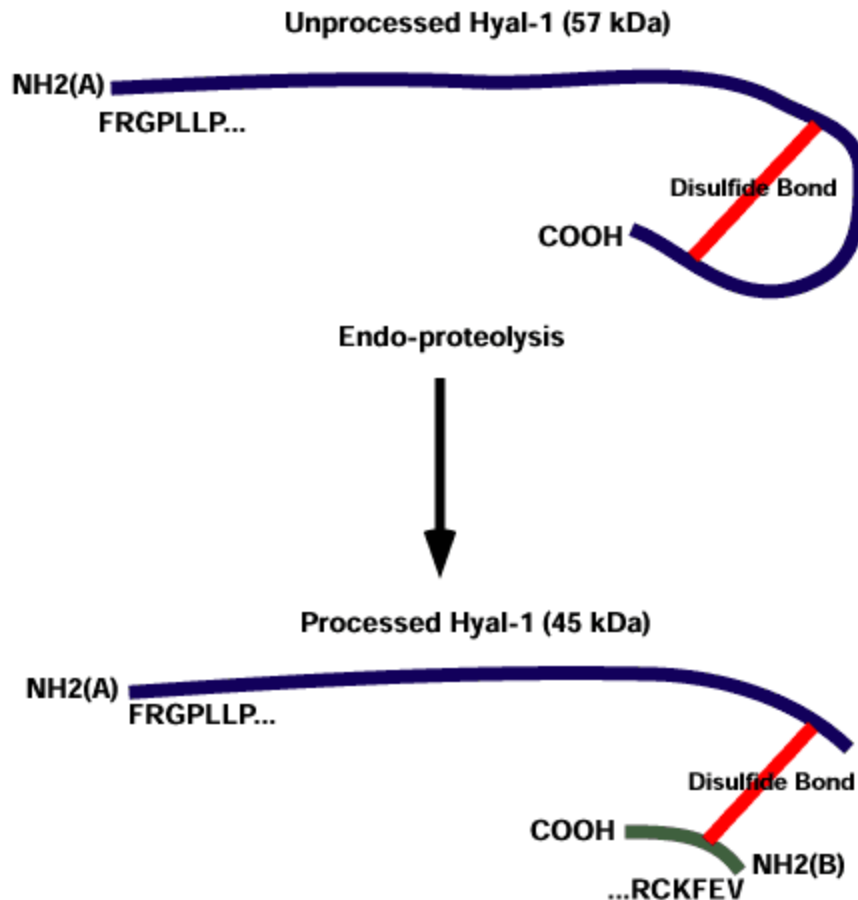 Unprocessed Hyal-1 (57 kDa)
NH2(A)
FRGPLLP...
Disulfide Bond
COOH
Endo-proteolysis
Processed Hyal-1 (45 kDa)
NH2(A)
FRGPLLP...
Disulfide Bond
COOH
NH2(B)
...RCKFEV